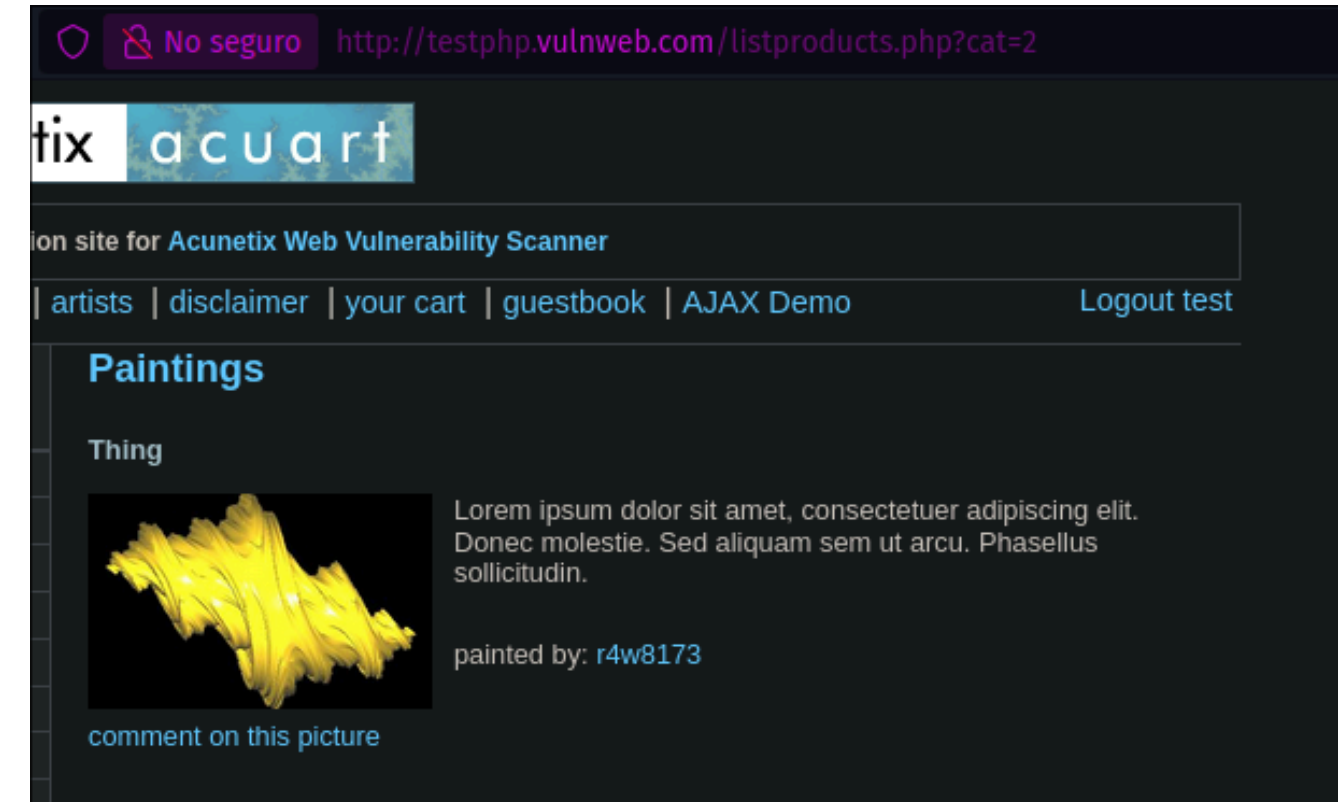 No seguro http://testphp.vulnweb.com/listproducts.php?cat=2
tix acuart
ion site for Acunetix Web Vulnerability Scanner
| artists | disclaimer | your cart | guestbook | AJAX Demo Logout test
Paintings
Thing
Lorem ipsum dolor sit amet, consectetuer adipiscing elit.
Donec molestie. Sed aliquam sem ut arcu. Phasellus
sollicitudin.
painted by: r4w8173
comment on this picture